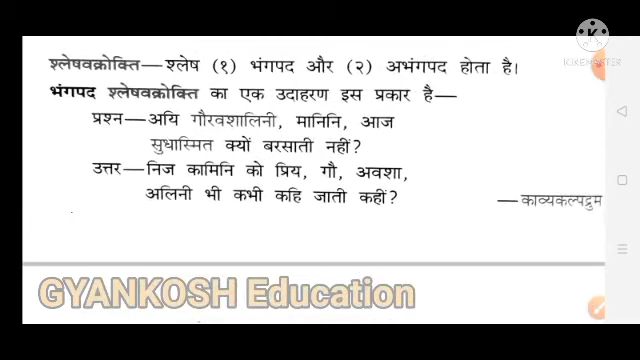 श्लेषवक्रोक्ति—श्लेष (१) भंगपद और (२) अभंगपद होता है।
भंगपद श्लेषवक्रोक्ति का एक उदाहरण इस प्रकार है—
प्रश्न—अयि गौरवशालिनी, मानिनि, आज
सुधास्मित क्यों बरसाती नहीं?
उत्तर—निज कामिनि को प्रिय, गौ, अवशा,
अलिनी भी कभी कहि जाती कहीं?
—काव्यकल्पद्रुम
GYANKOSH Education
KINEMASTER